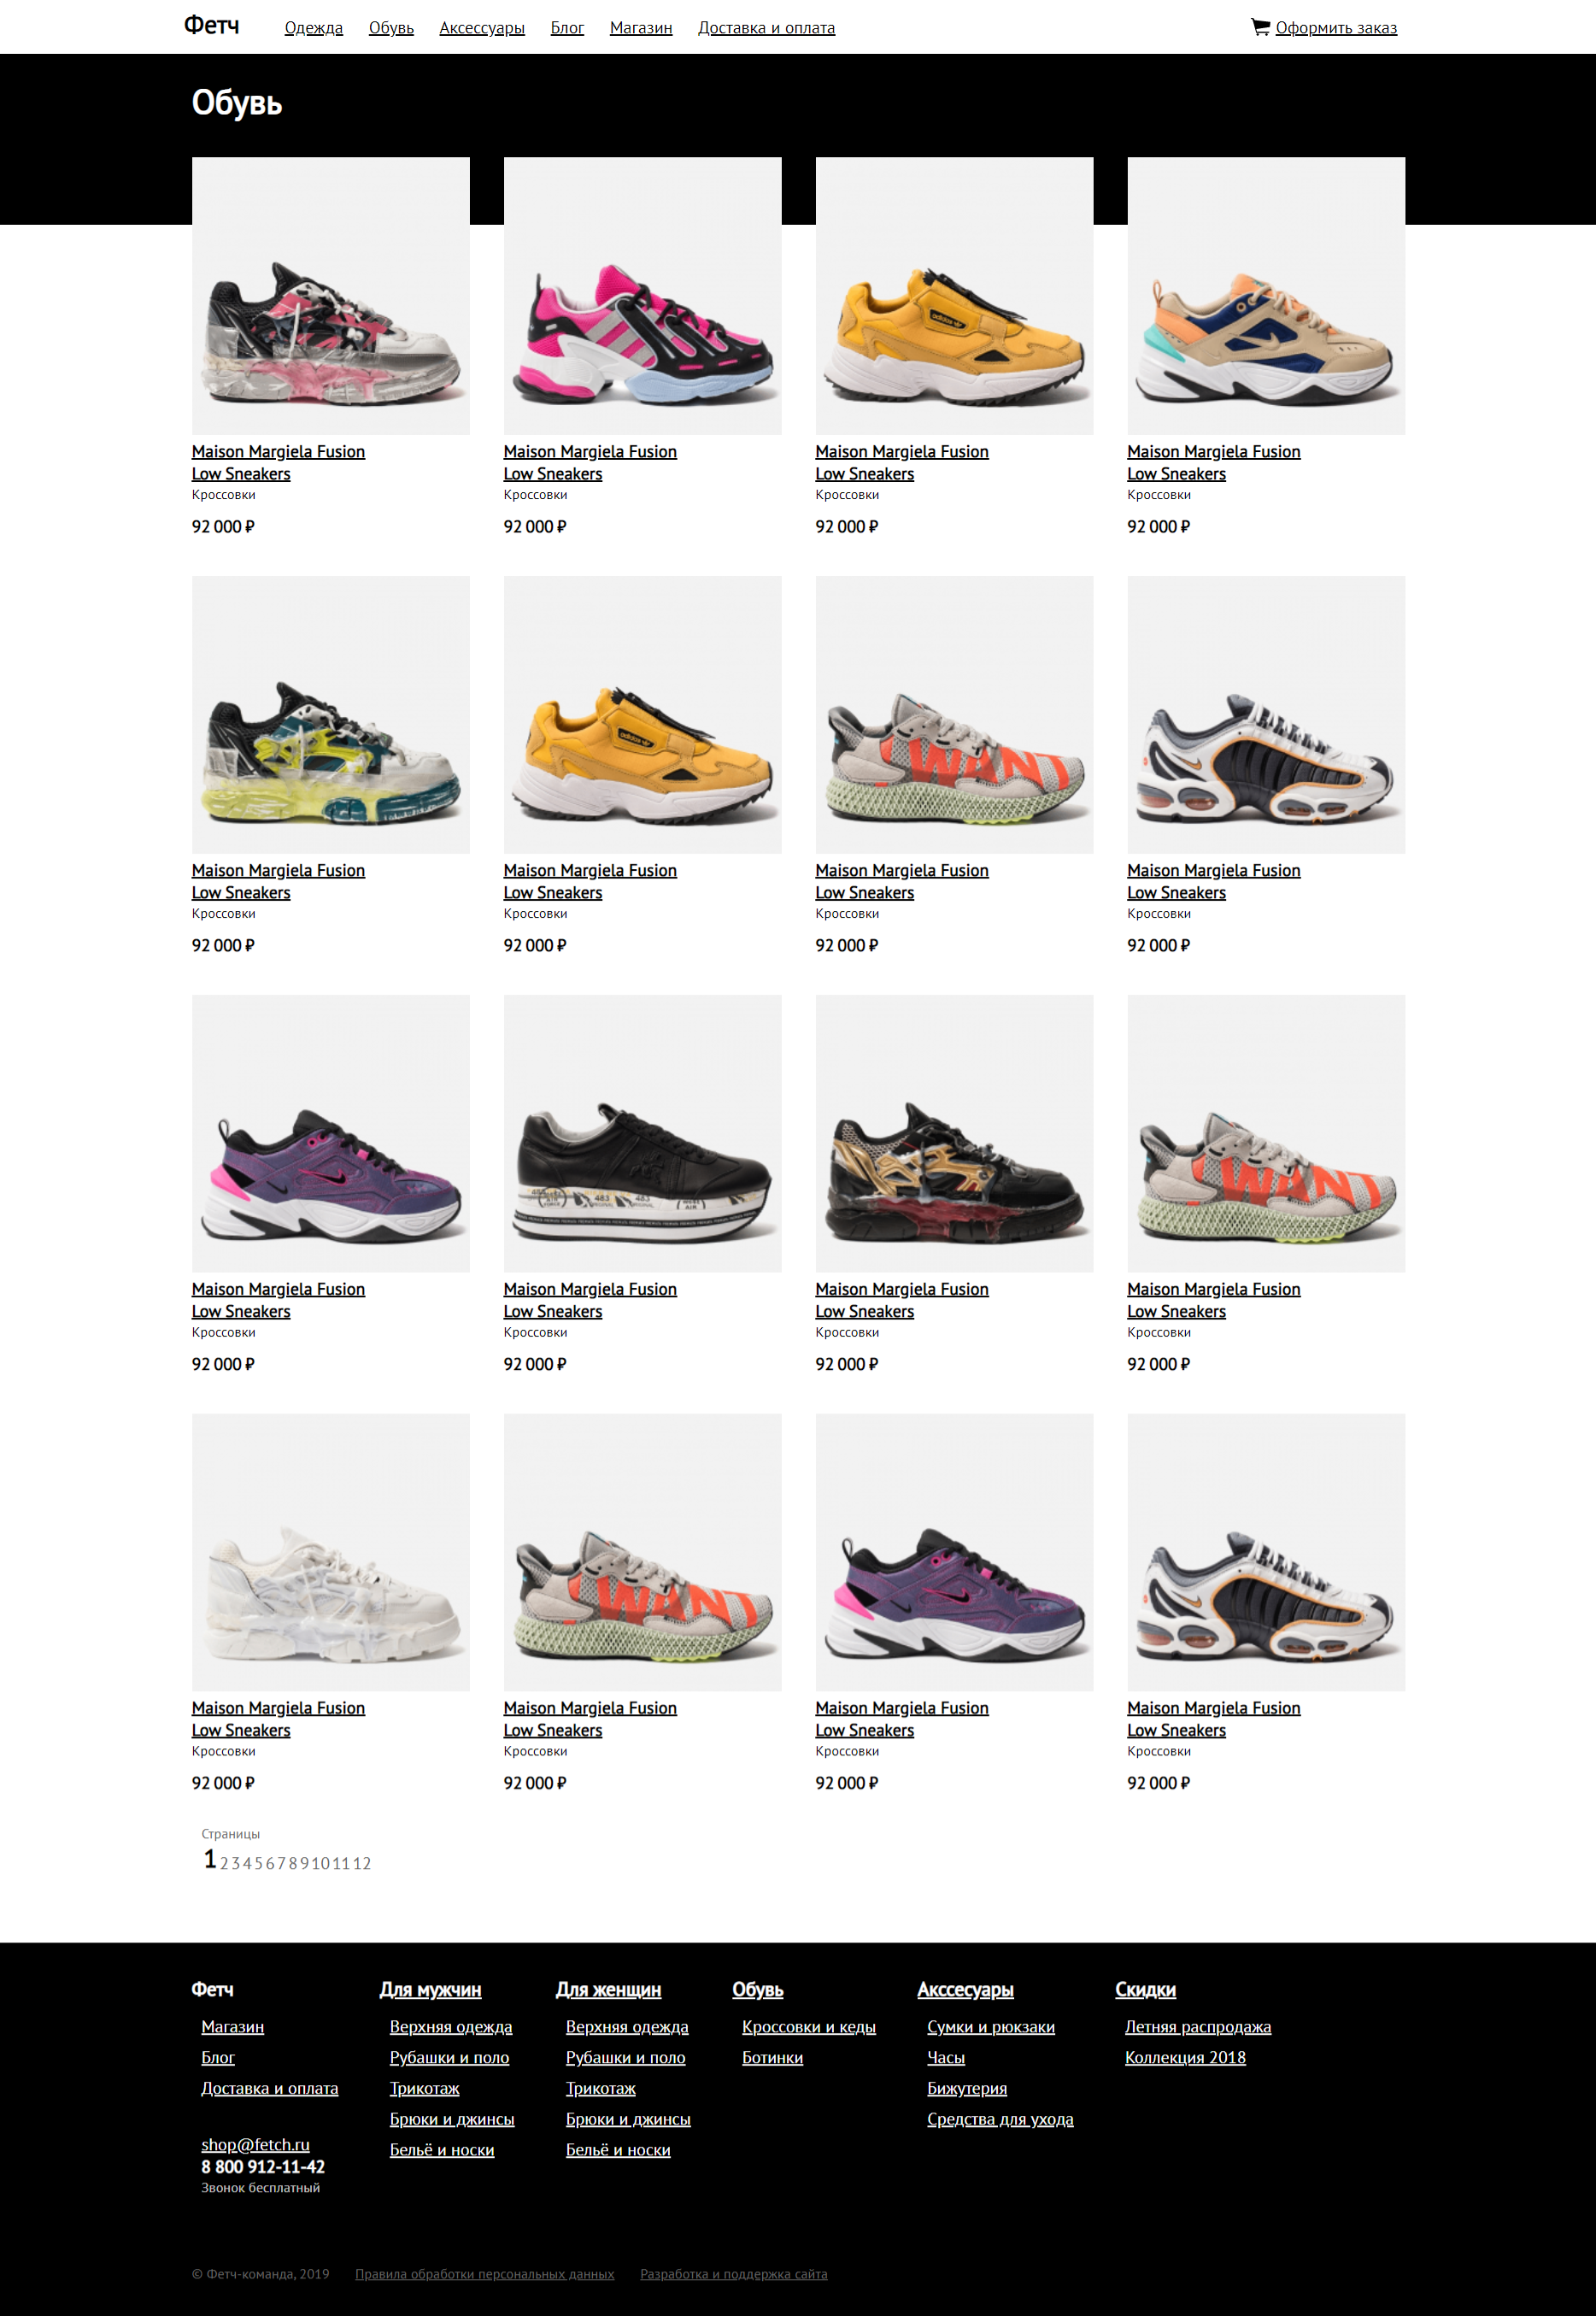 Фетч Одежда Обувь Аксессуары Блог Магазин Доставка и оплата Оформить заказ
Обувь
adidas
Maison Margiela Fusion Maison Margiela Fusion Maison Margiela Fusion Maison Margiela Fusion
Low Sneakers Low Sneakers Low Sneakers Low Sneakers
Кроссовки Кроссовки Кроссовки Кроссовки
92 000 ₽ 92 000 ₽ 92 000 ₽ 92 000 ₽
adidas WANT
Maison Margiela Fusion Maison Margiela Fusion Maison Margiela Fusion Maison Margiela Fusion
Low Sneakers Low Sneakers Low Sneakers Low Sneakers
Кроссовки Кроссовки Кроссовки Кроссовки
92 000 ₽ 92 000 ₽ 92 000 ₽ 92 000 ₽
483 483 AIR WANT
Maison Margiela Fusion Maison Margiela Fusion Maison Margiela Fusion Maison Margiela Fusion
Low Sneakers Low Sneakers Low Sneakers Low Sneakers
Кроссовки Кроссовки Кроссовки Кроссовки
92 000 ₽ 92 000 ₽ 92 000 ₽ 92 000 ₽
WANT
Maison Margiela Fusion Maison Margiela Fusion Maison Margiela Fusion Maison Margiela Fusion
Low Sneakers Low Sneakers Low Sneakers Low Sneakers
Кроссовки Кроссовки Кроссовки Кроссовки
92 000 ₽ 92 000 ₽ 92 000 ₽ 92 000 ₽
Страницы
1 2 3 4 5 6 7 8 9 10 11 12
Фетч
Магазин
Блог
Доставка и оплата
shop@fetch.ru
8 800 912-11-42
Звонок бесплатный
Для мужчин
Верхняя одежда
Рубашки и поло
Трикотаж
Брюки и джинсы
Бельё и носки
Для женщин
Верхняя одежда
Рубашки и поло
Трикотаж
Брюки и джинсы
Бельё и носки
Обувь
Кроссовки и кеды
Ботинки
Акссесуары
Сумки и рюкзаки
Часы
Бижутерия
Средства для ухода
Скидки
Летняя распродажа
Коллекция 2018
© Фетч-команда, 2019 Правила обработки персональных данных Разработка и поддержка сайта